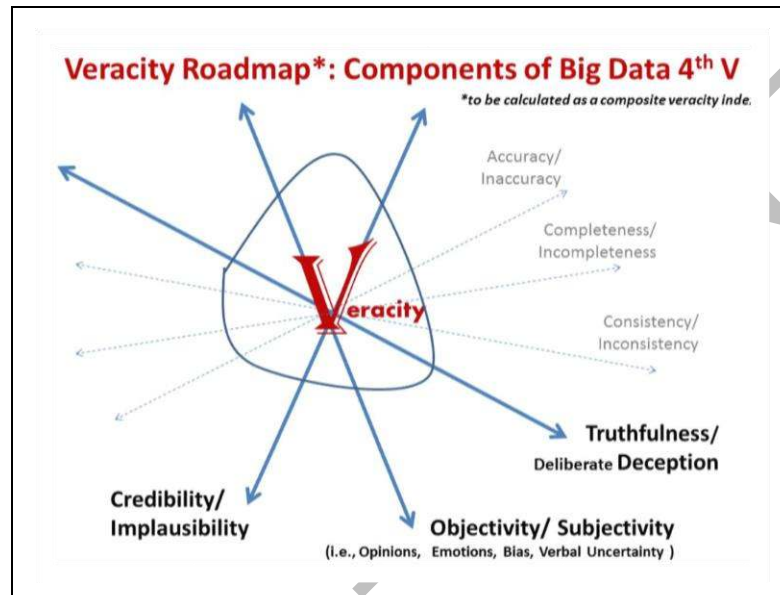 Veracity Roadmap*: Components of Big Data 4th V
*to be calculated as a composite veracity inde.
Accuracy/
Inaccuracy
Completeness/
Incompleteness
Veracity
Consistency/
Inconsistency
Truthfulness/
Deliberate Deception
Credibility/
Implausibility
Objectivity/ Subjectivity
(i.e., Opinions, Emotions, Bias, Verbal Uncertainty )